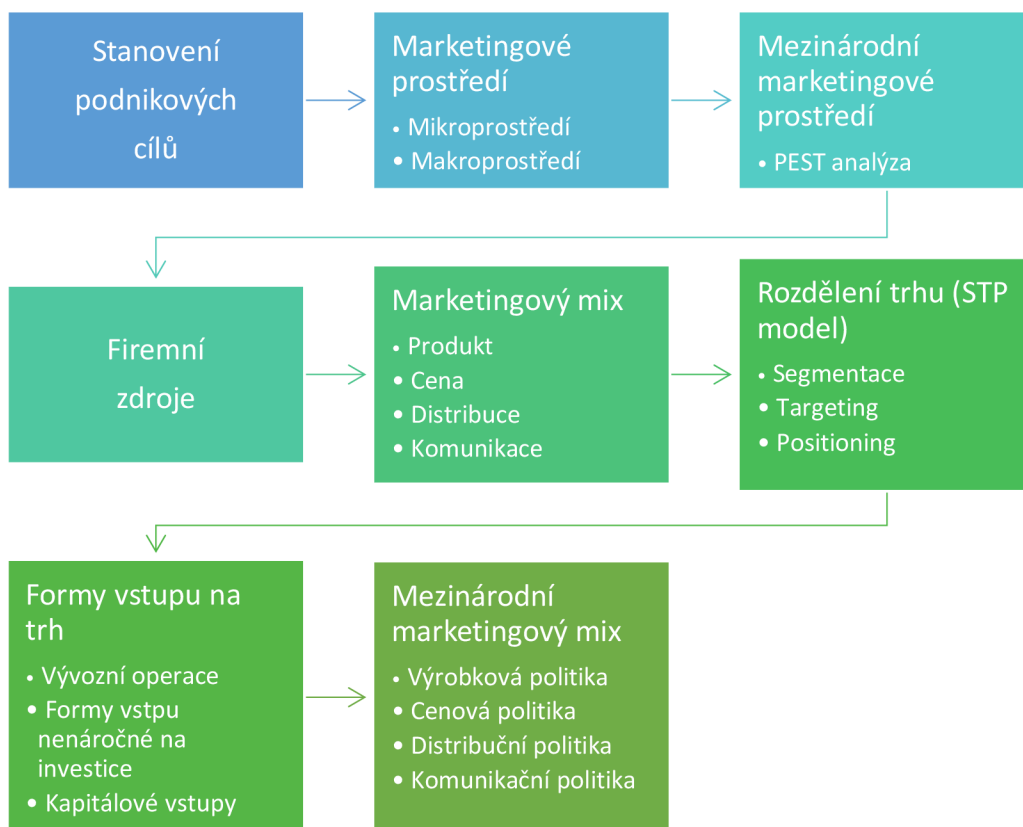 Stanovení
podnikových
cílů
Marketingové
prostředí
• Mikroprostředí
• Makroprostředí
Mezinárodní
marketingové
prostředí
• PEST analýza
Firemní
zdroje
Marketingový mix
• Produkt
• Cena
• Distribuce
• Komunikace
Rozdělení trhu (STP
model)
• Segmentace
• Targeting
• Positioning
Formy vstupu na
trh
• Vývozní operace
• Formy vstpu
nenáročné na
investice
• Kapitálové vstupy
Mezinárodní
marketingový mix
• Výrobková politika
• Cenová politika
• Distribuční politika
• Komunikační politika